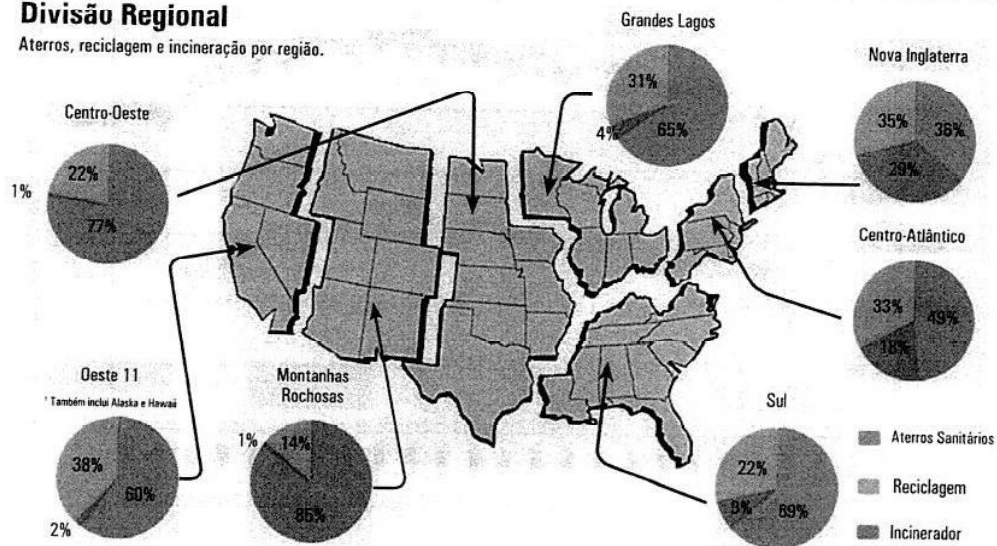 Divisão Regional
Aterros, reciclagem e incineração por região.
Grandes Lagos
31%
4%
65%
Nova Inglaterra
35%
36%
29%
Centro-Oeste
22%
1%
77%
Centro-Atlântico
33%
49%
18%
Oeste 11
¹ Também inclui Alaska e Hawaii
38%
60%
2%
Montanhas
Rochosas
1%
14%
85%
Sul
22%
9%
69%
Aterros Sanitários
Reciclagem
Incinerador